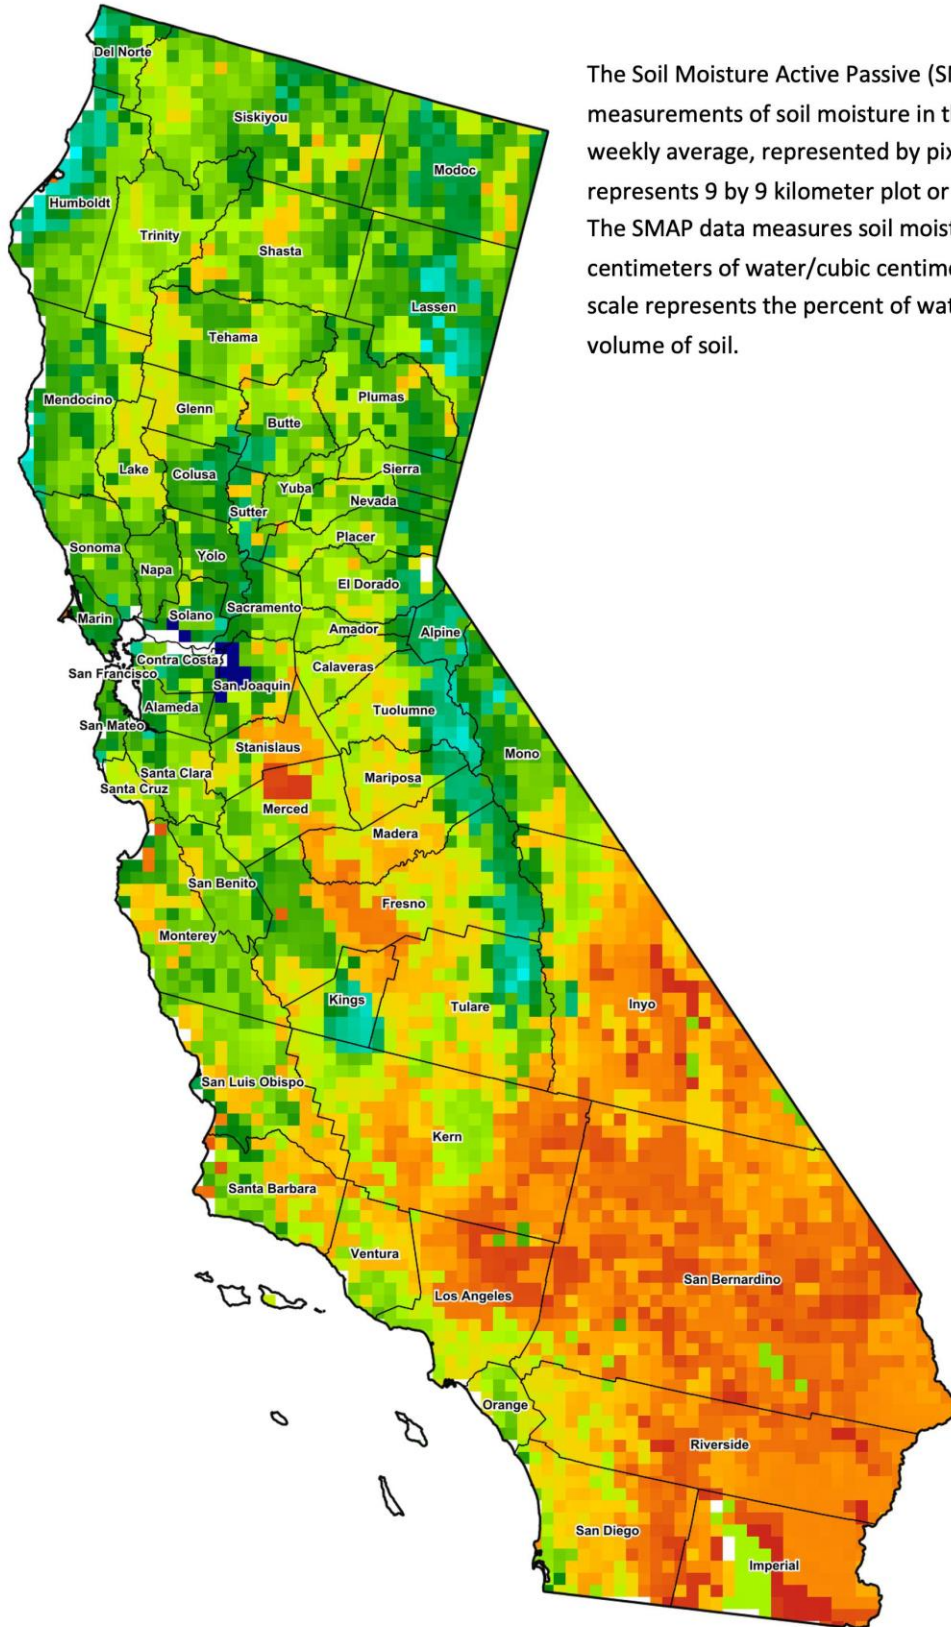 The Soil Moisture Active Passive (S
measurements of soil moisture in t
weekly average, represented by pix
represents 9 by 9 kilometer plot or
The SMAP data measures soil moist
centimeters of water/cubic centime
scale represents the percent of wat
volume of soil.
Del Norte
Siskiyou
Modoc
Humboldt
Trinity
Shasta
Lassen
Tehama
Mendocino
Glenn
Plumas
Butte
Lake
Colusa
Sierra
Yuba
Nevada
Sutter
Placer
Sonoma
Yolo
Napa
El Dorado
Marin
Solano
Sacramento
Amador
Alpine
Contra Costa
Calaveras
San Francisco
San Joaquin
Alameda
Tuolumne
San Mateo
Stanislaus
Mono
Santa Clara
Mariposa
Santa Cruz
Merced
Madera
San Benito
Fresno
Monterey
Kings
Tulare
Inyo
San Luis Obispo
Kern
Santa Barbara
Ventura
San Bernardino
Los Angeles
Orange
Riverside
San Diego
Imperial